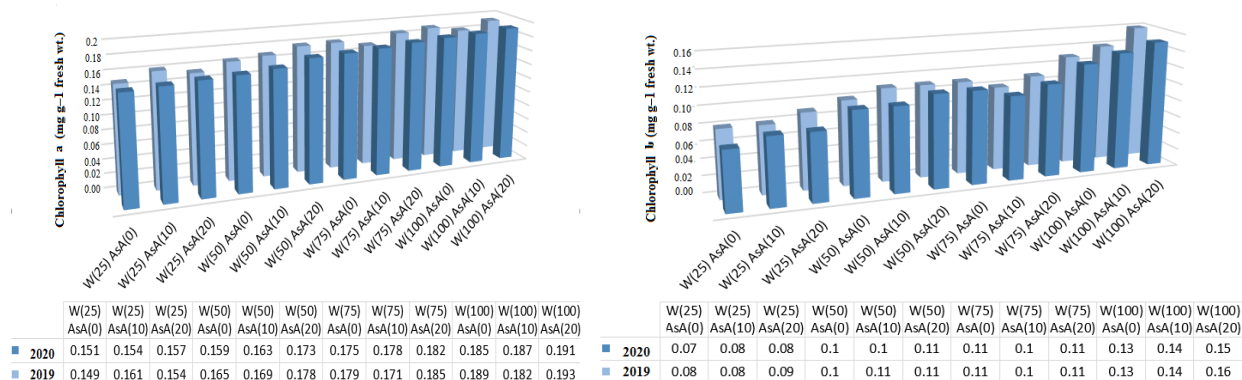 Chlorophyll a (mg g–1 fresh wt.)
0.2
0.18
0.16
0.14
0.12
0.10
0.08
0.06
0.04
0.02
0.00
W(25) AsA(0)
W(25) AsA(10)
W(25) AsA(20)
W(50) AsA(0)
W(50) AsA(10)
W(50) AsA(20)
W(75) AsA(0)
W(75) AsA(10)
W(75) AsA(20)
W(100) AsA(0)
W(100) AsA(10)
W(100) AsA(20)
W(25) W(25) W(25) W(50) W(50) W(50) W(75) W(75) W(75) W(100) W(100) W(100)
AsA(0) AsA(10) AsA(20) AsA(0) AsA(10) AsA(20) AsA(0) AsA(10) AsA(20) AsA(0) AsA(10) AsA(20)
2020 0.151 0.154 0.157 0.159 0.163 0.173 0.175 0.178 0.182 0.185 0.187 0.191
2019 0.149 0.161 0.154 0.165 0.169 0.178 0.179 0.171 0.185 0.189 0.182 0.193
Chlorophyll b (mg g–1 fresh wt.)
0.16
0.14
0.12
0.10
0.08
0.06
0.04
0.02
0.00
W(25) AsA(0)
W(25) AsA(10)
W(25) AsA(20)
W(50) AsA(0)
W(50) AsA(10)
W(50) AsA(20)
W(75) AsA(0)
W(75) AsA(10)
W(75) AsA(20)
W(100) AsA(0)
W(100) AsA(10)
W(100) AsA(20)
W(25) W(25) W(25) W(50) W(50) W(50) W(75) W(75) W(75) W(100) W(100) W(100)
AsA(0) AsA(10) AsA(20) AsA(0) AsA(10) AsA(20) AsA(0) AsA(10) AsA(20) AsA(0) AsA(10) AsA(20)
2020 0.07 0.08 0.08 0.1 0.1 0.11 0.11 0.1 0.11 0.13 0.14 0.15
2019 0.08 0.08 0.09 0.1 0.11 0.11 0.11 0.1 0.11 0.13 0.14 0.16